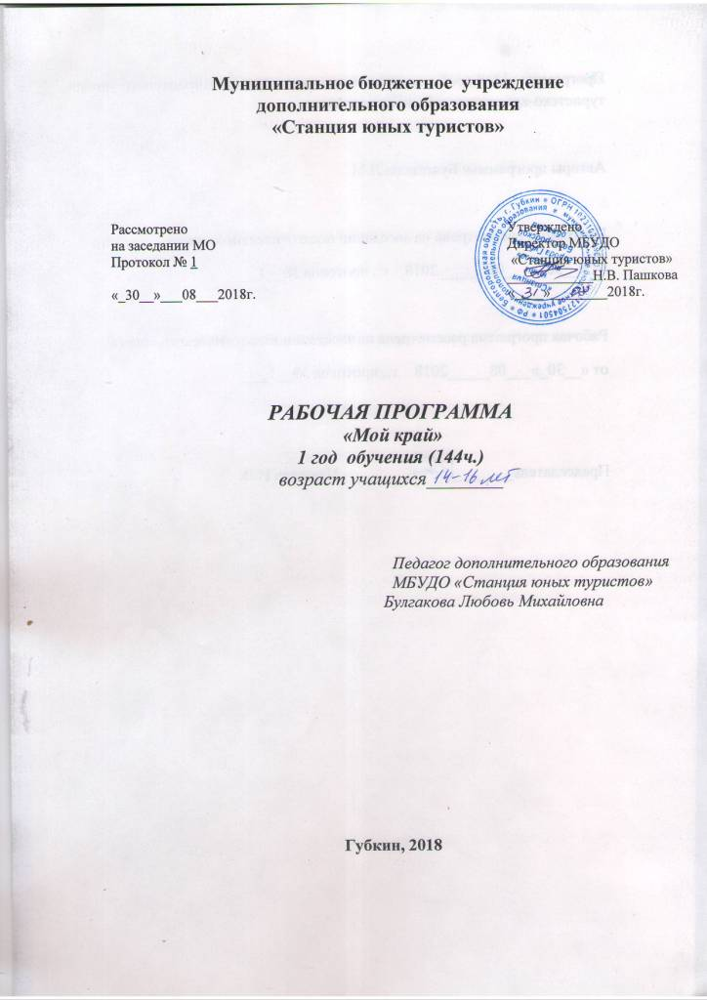 Муниципальное бюджетное учреждение
дополнительного образования
«Станция юных туристов»
Рассмотрено
на заседании МО
Протокол № 1
«_30__»___08___2018г.
Утверждено
Директор МБУДО
«Станция юных туристов»
Н.В. Пашкова
« 31 » 2018г.
РАБОЧАЯ ПРОГРАММА
«Мой край»
1 год обучения (144ч.)
возраст учащихся 14-16 лет
Педагог дополнительного образования
МБУДО «Станция юных туристов»
Булгакова Любовь Михайловна
Губкин, 2018